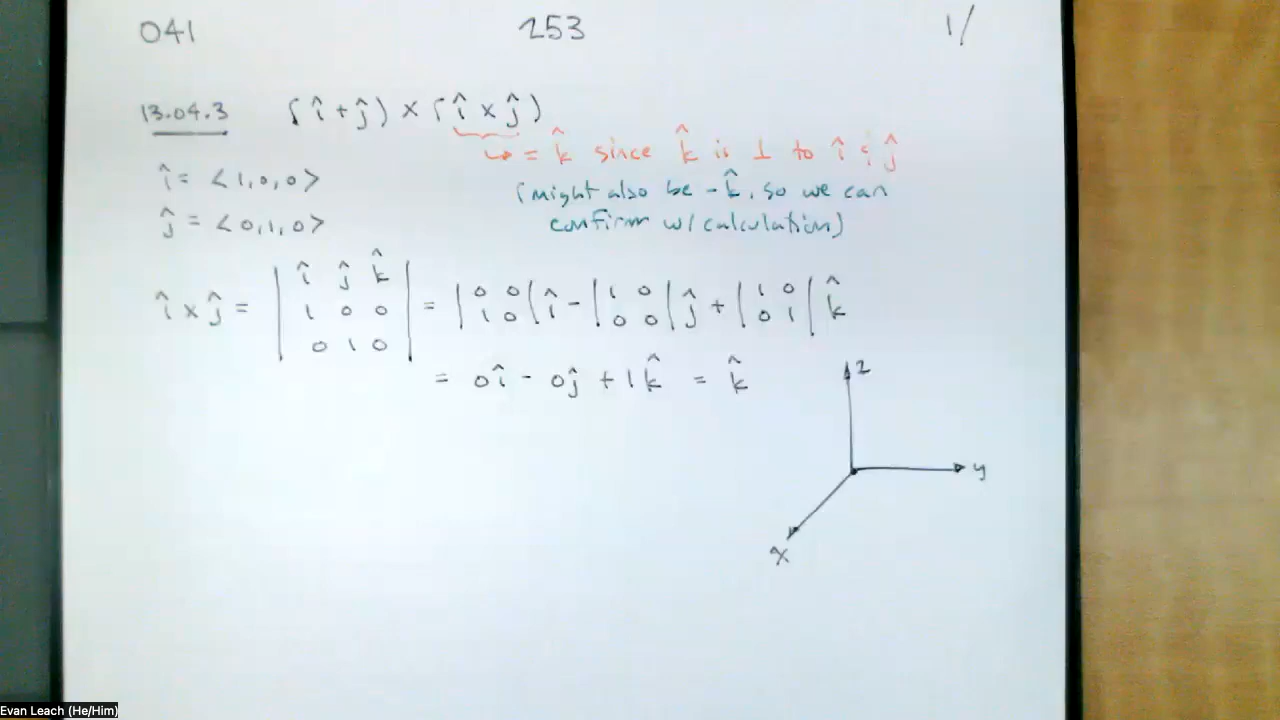 041 253 1/
13.04.3 (î + ĵ) × (î × ĵ)
↳ = k̂ since k̂ is ⊥ to î & ĵ
î = <1,0,0>
(might also be -k̂, so we can
ĵ = <0,1,0>
confirm w/ calculation)
î × ĵ = | î ĵ k̂ | = | 0 0 | î - | 1 0 | ĵ + | 1 0 | k̂
| 1 0 0 | | 1 0 | | 0 0 | | 0 1 |
| 0 1 0 |
= 0î - 0ĵ + 1k̂ = k̂
z
y
x
Evan Leach (He/Him)